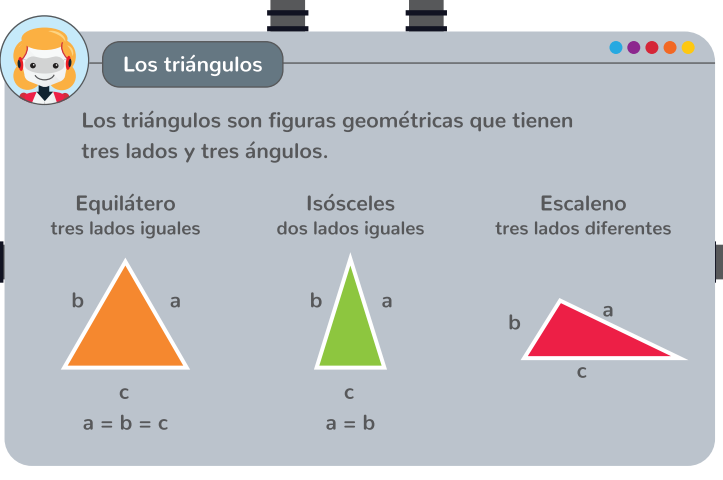 Los triángulos
Los triángulos son figuras geométricas que tienen
tres lados y tres ángulos.
Equilátero
tres lados iguales
b
a
c
a = b = c
Isósceles
dos lados iguales
b
a
c
a = b
Escaleno
tres lados diferentes
b
a
c